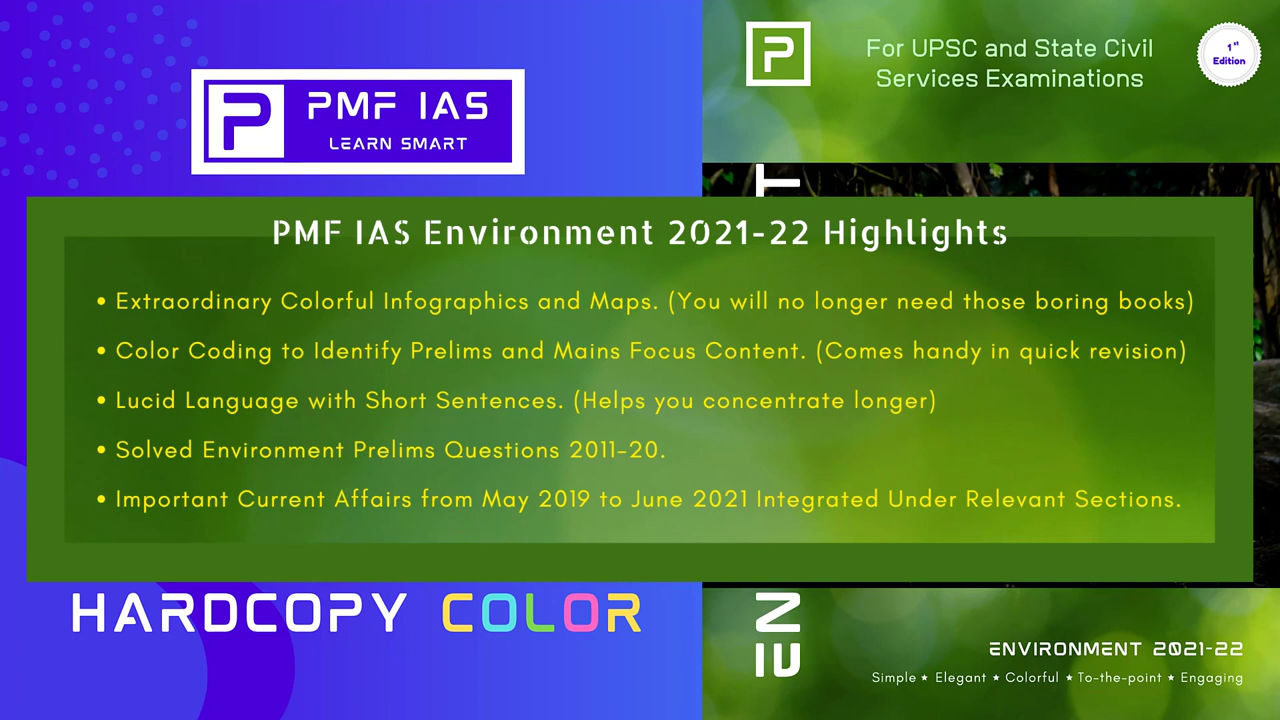 P
PMF IAS
LEARN SMART
P
For UPSC and State Civil
Services Examinations
1st
Edition
PMF IAS Environment 2021-22 Highlights
• Extraordinary Colorful Infographics and Maps. (You will no longer need those boring books)
• Color Coding to Identify Prelims and Mains Focus Content. (Comes handy in quick revision)
• Lucid Language with Short Sentences. (Helps you concentrate longer)
• Solved Environment Prelims Questions 2011-20.
• Important Current Affairs from May 2019 to June 2021 Integrated Under Relevant Sections.
HARDCOPY COLOR
ENVIRONMENT 2021-22
Simple ★ Elegant ★ Colorful ★ To-the-point ★ Engaging